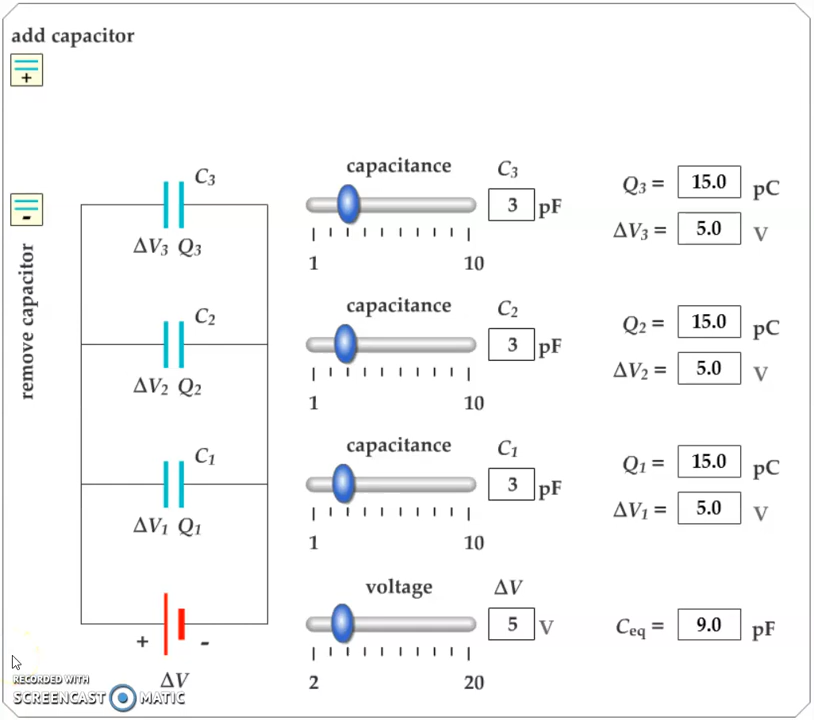 add capacitor
+
capacitance C3
C3
3 pF
Q3 = 15.0 pC
ΔV3 = 5.0 V
-
ΔV3 Q3
1 10
remove capacitor
capacitance C2
C2
3 pF
Q2 = 15.0 pC
ΔV2 = 5.0 V
ΔV2 Q2
1 10
capacitance C1
C1
3 pF
Q1 = 15.0 pC
ΔV1 = 5.0 V
ΔV1 Q1
1 10
voltage ΔV
5 V
Ceq = 9.0 pF
+ -
ΔV
2 20
RECORDED WITH
SCREENCAST MATIC